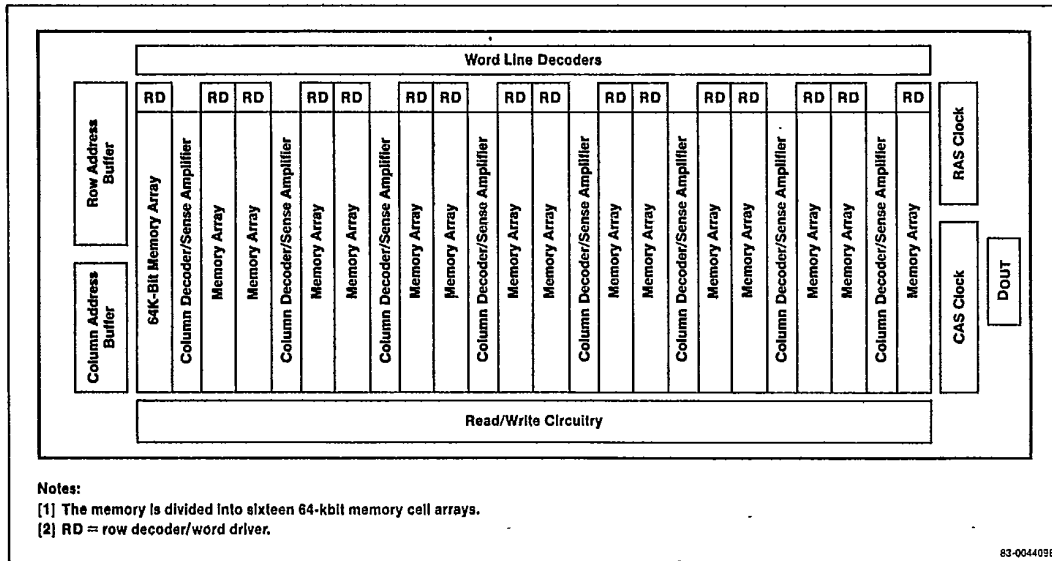 Word Line Decoders
RD RD RD RD RD RD RD RD RD RD RD RD RD RD RD RD
Row Address
Buffer
Column Address
Buffer
64K-Bit Memory Array
Column Decoder/Sense Amplifier
Memory Array
Memory Array
Column Decoder/Sense Amplifier
Memory Array
Memory Array
Column Decoder/Sense Amplifier
Memory Array
Memory Array
Column Decoder/Sense Amplifier
Memory Array
Memory Array
Column Decoder/Sense Amplifier
Memory Array
Memory Array
Column Decoder/Sense Amplifier
Memory Array
Memory Array
Column Decoder/Sense Amplifier
Memory Array
Memory Array
Column Decoder/Sense Amplifier
Memory Array
RAS Clock
CAS Clock
DOUT
Read/Write Circuitry
Notes:
[1] The memory is divided into sixteen 64-kbit memory cell arrays.
[2] RD = row decoder/word driver.